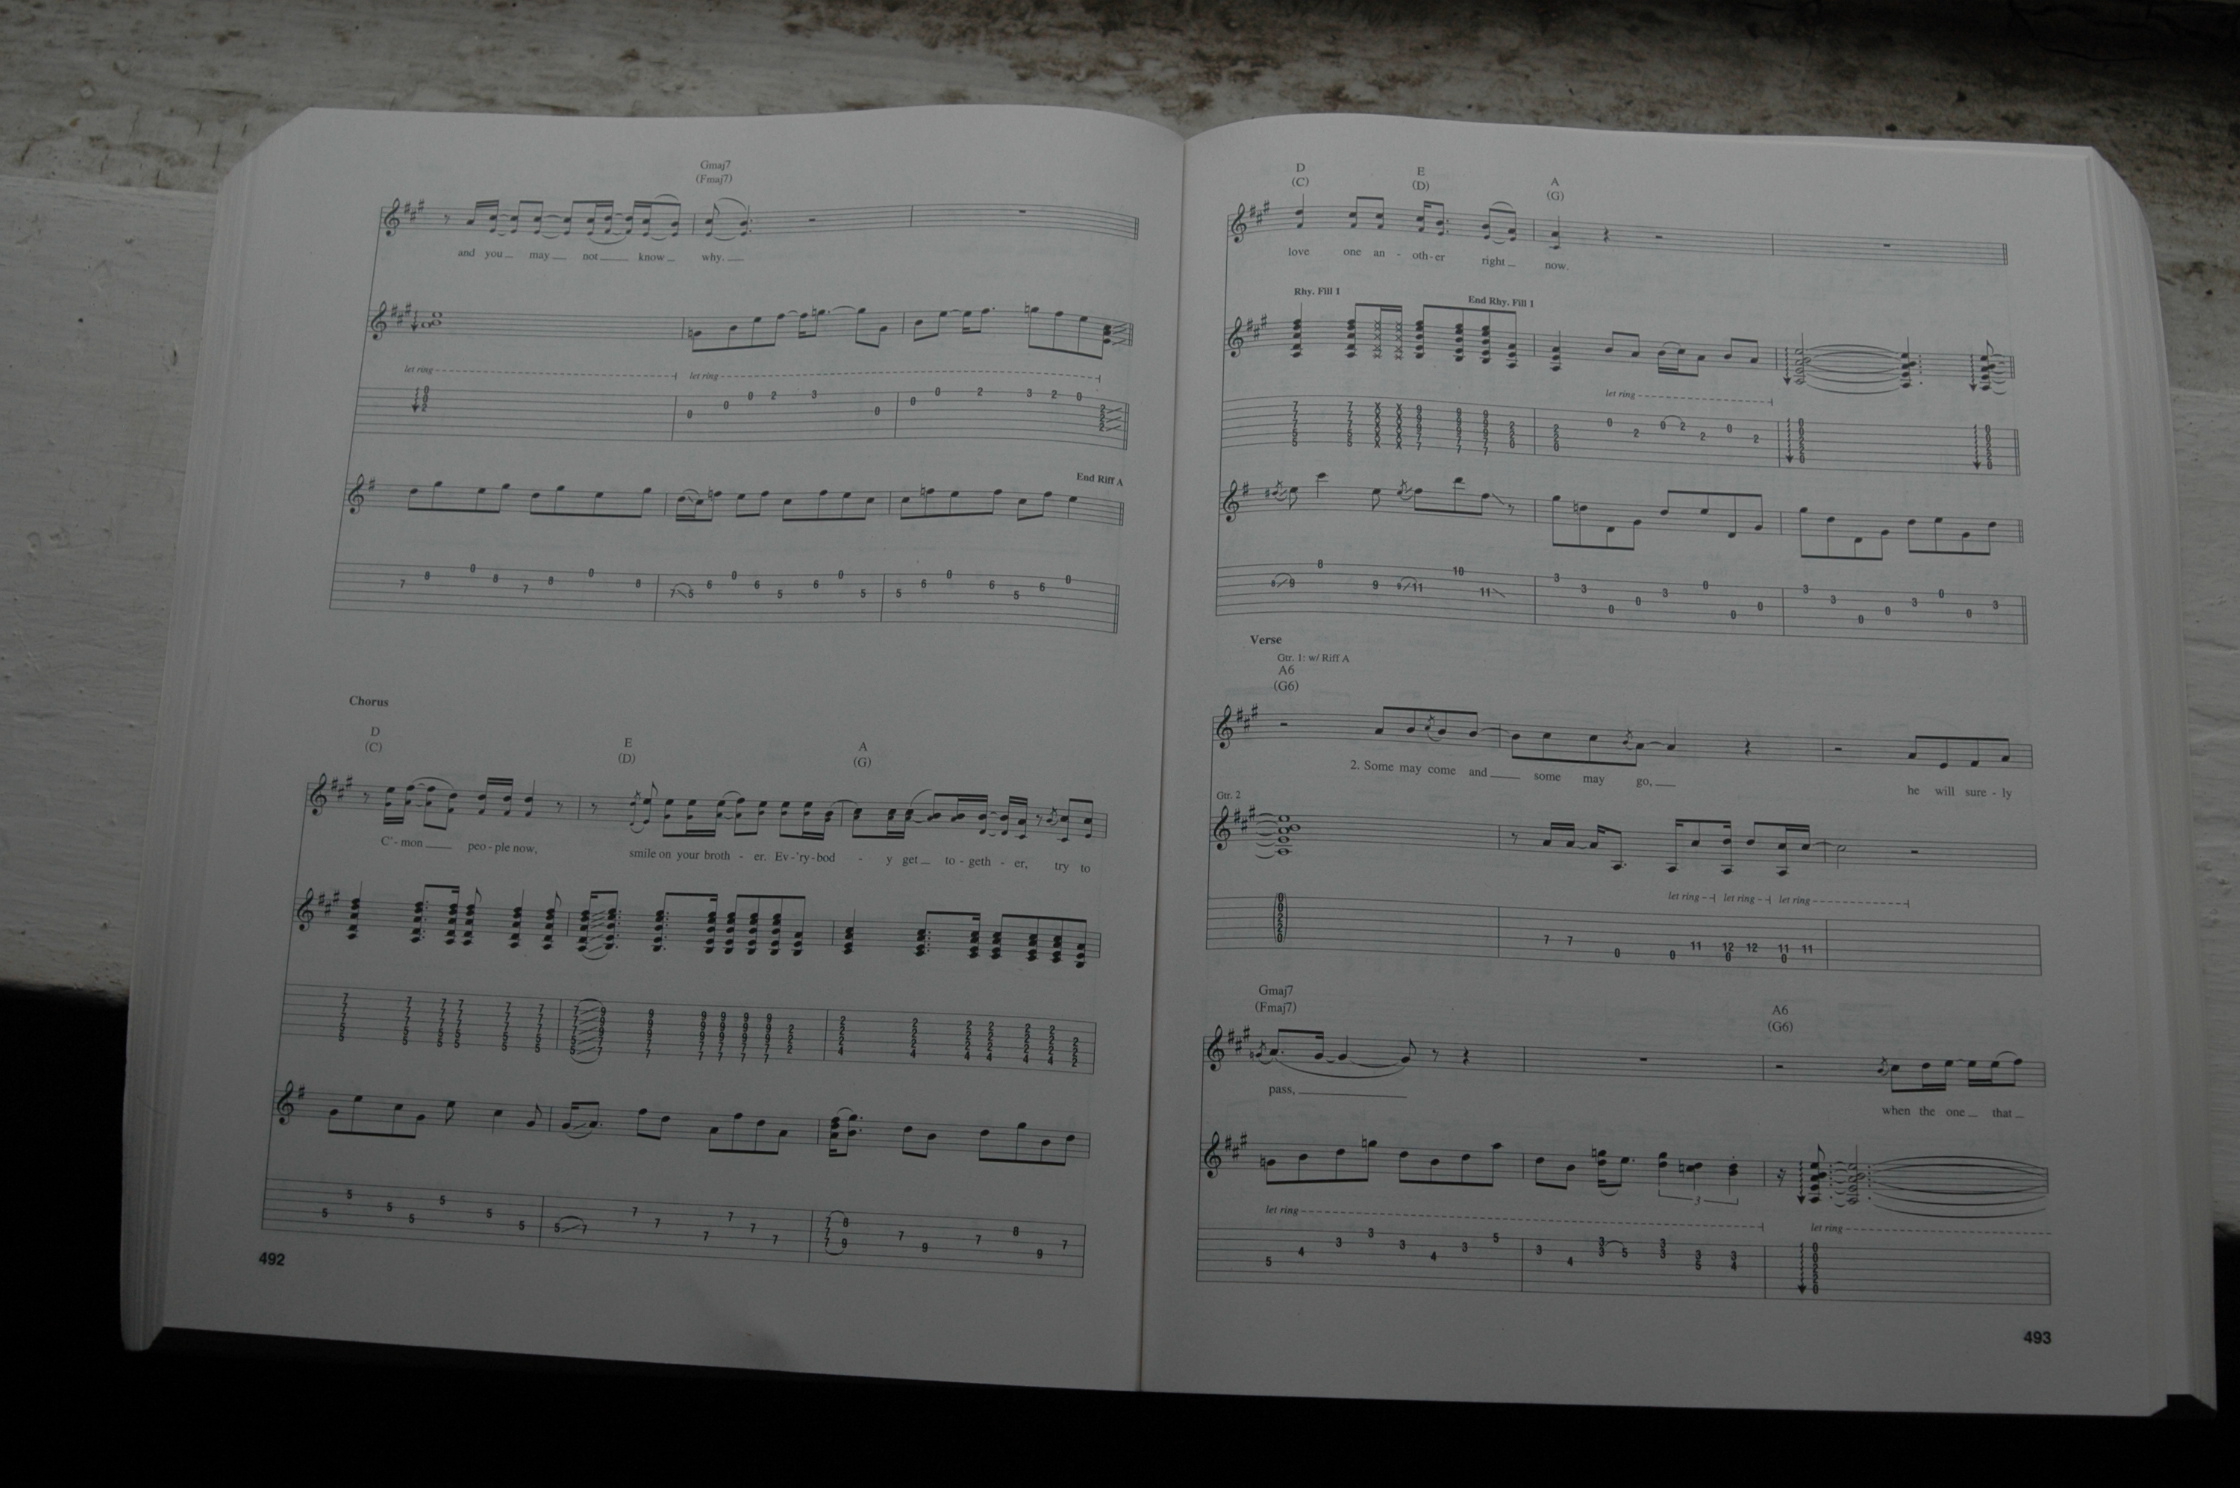 Gmaj7
(Fmaj7)
and you may not know why.
let ring
let ring
End Riff A
Chorus
D E A
(C) (D) (G)
C'-mon peo-ple now, smile on your broth - er. Ev-'ry-bod - y get to-geth - er, try to
492
D E A
(C) (D) (G)
love one an - oth-er right now.
Rhy. Fill 1 End Rhy. Fill 1
let ring
Verse
Gtr. 1: w/ Riff A
A6
(G6)
2. Some may come and some may go, he will sure - ly
Gtr. 2
let ring let ring let ring
Gmaj7 A6
(Fmaj7) (G6)
pass, when the one that
3
let ring let ring
493